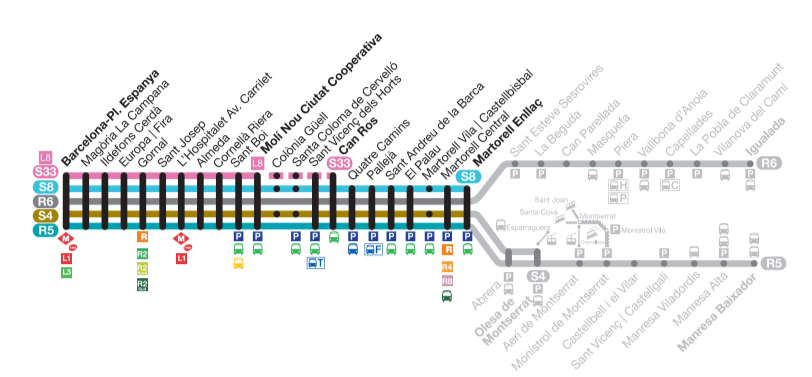 Barcelona-Pl. Espanya
Magòria La Campana
Ildefons Cerdà
Europa | Fira
Gornal
Sant Josep
L'Hospitalet Av. Carrilet
Almeda
Cornellà Riera
Sant Boi
Molí Nou Ciutat Cooperativa
Colònia Güell
Santa Coloma de Cervelló
Sant Vicenç dels Horts
Can Ros
Quatre Camins
Pallejà
Sant Andreu de la Barca
El Palau
Martorell Vila | Castellbisbal
Martorell Central
Martorell Enllaç
Sant Esteve Sesrovires
La Beguda
Can Parellada
Masquefa
Piera
Vallbona d'Anoia
Capellades
La Pobla de Claramunt
Vilanova del Camí
Igualada
L8
S33
S8
R6
S4
R5
L8
S33
S8
R6
P
P
P
P
H
P
P
P
C
P
P
P
Sant Joan
Santa Cova
Montserrat
Esparreguera
Cremallera
P Monistrol Vila
M
L1
L3
R
R2
R2
R2
M
L1
P
P
P
P
T
P
P
F
P
P
P
P
R
R4
R8
P
S4
P
P
P
P
P
P
R5
Abrera
Olesa de
Montserrat
Aeri de Montserrat
Monistrol de Montserrat
Castellbell i el Vilar
Sant Vicenç | Castellgalí
Manresa Viladordis
Manresa Alta
Manresa Baixador